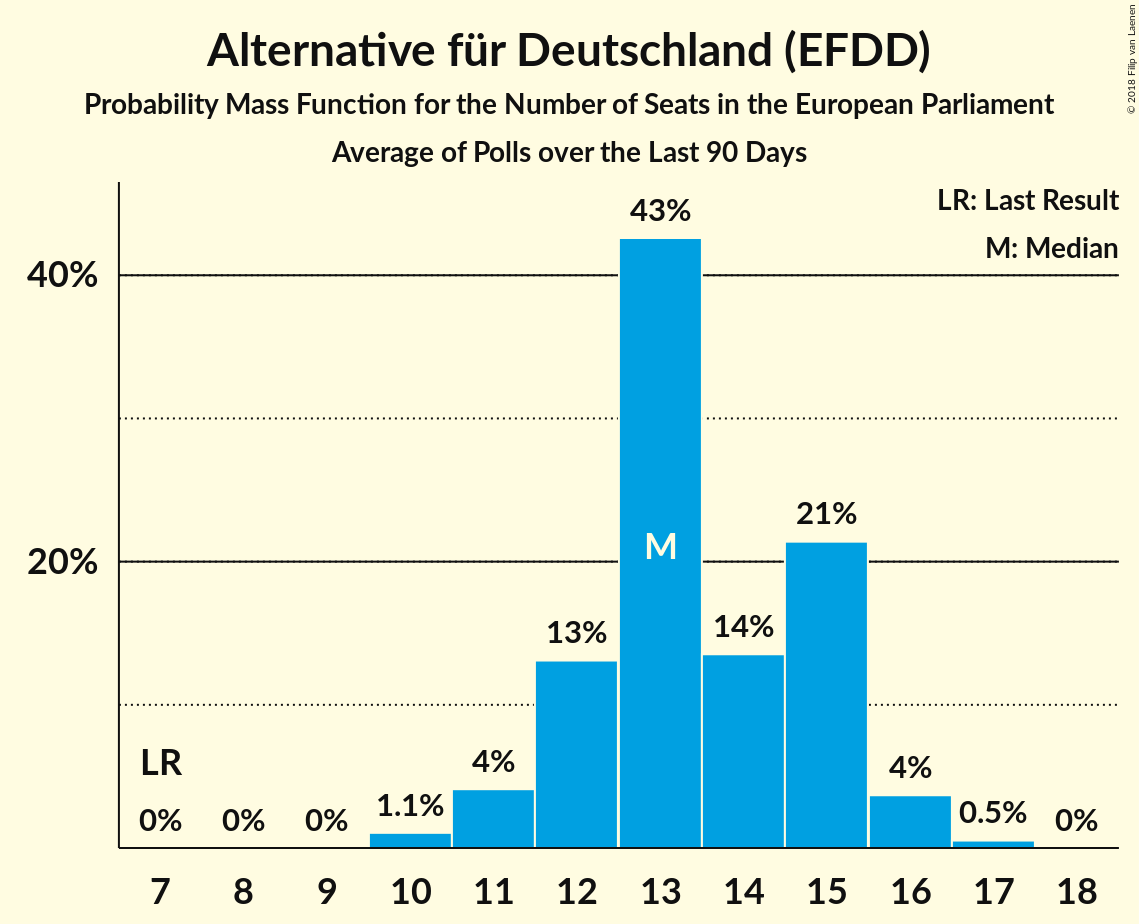 Alternative für Deutschland (EFDD)
Probability Mass Function for the Number of Seats in the European Parliament
Average of Polls over the Last 90 Days
© 2018 Filip van Laenen
LR: Last Result
M: Median
43%
40%
21%
M
20%
13%
14%
LR
4%
4%
1.1%
0.5%
0%
0%
0%
0%
7 8 9 10 11 12 13 14 15 16 17 18